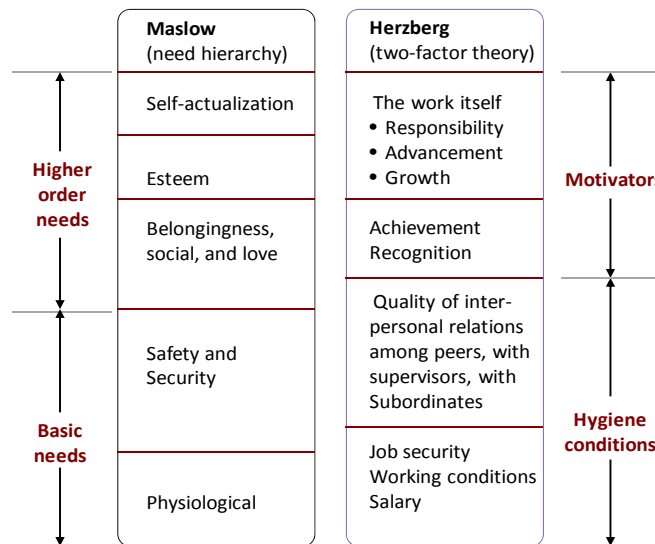 Maslow
(need hierarchy)
Herzberg
(two-factor theory)
Higher
order
needs
Basic
needs
Self-actualization
Esteem
Belongingness,
social, and love
Safety and
Security
Physiological
The work itself
• Responsibility
• Advancement
• Growth
Achievement
Recognition
Quality of inter-
personal relations
among peers, with
supervisors, with
Subordinates
Job security
Working conditions
Salary
Motivators
Hygiene
conditions